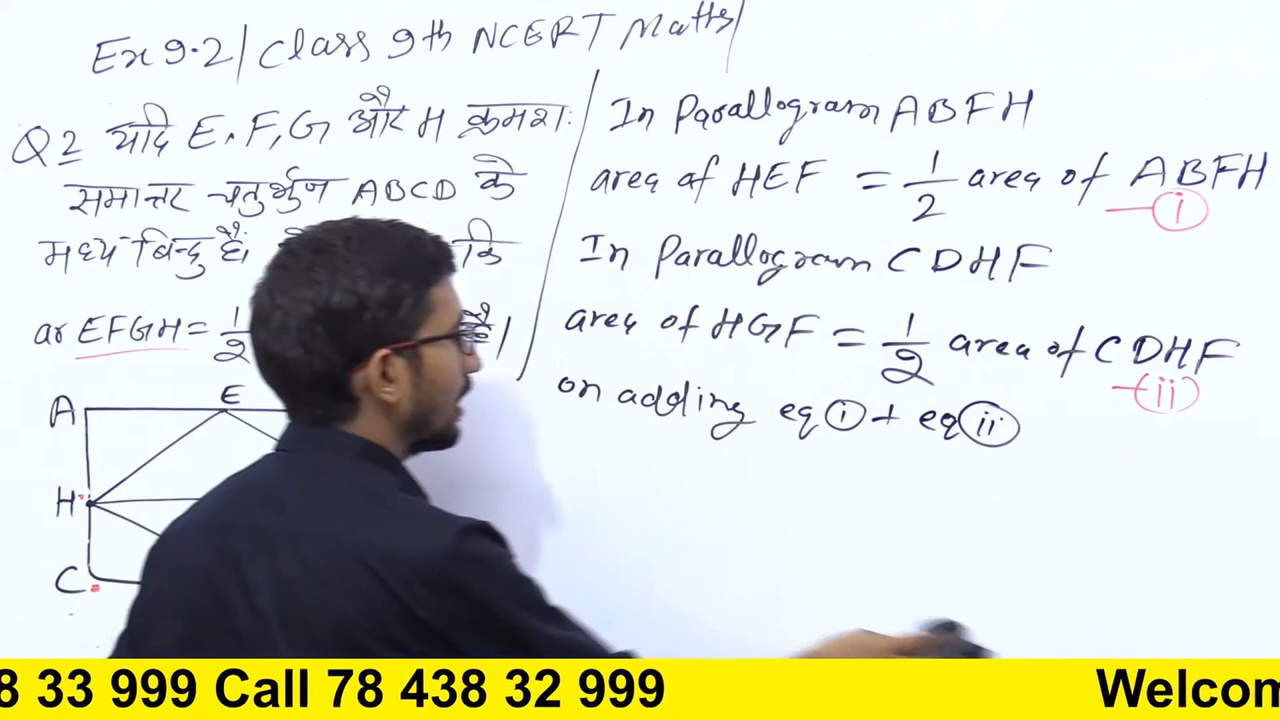 Ex 9.2 / Class 9th NCERT Maths /
Q2 यदि E, F, G और H क्रमशः
समान्तर चतुर्भुज ABCD के
मध्य बिन्दु है। कि
ar EFGH = 1/2 है।
A E
H
C
In Parallogram ABFH
area of HEF = 1/2 area of ABFH
— i
In Parallogram CDHF
area of HGF = 1/2 area of CDHF
— ii
on adding eq i + eq ii
8 33 999 Call 78 438 32 999 Welcom